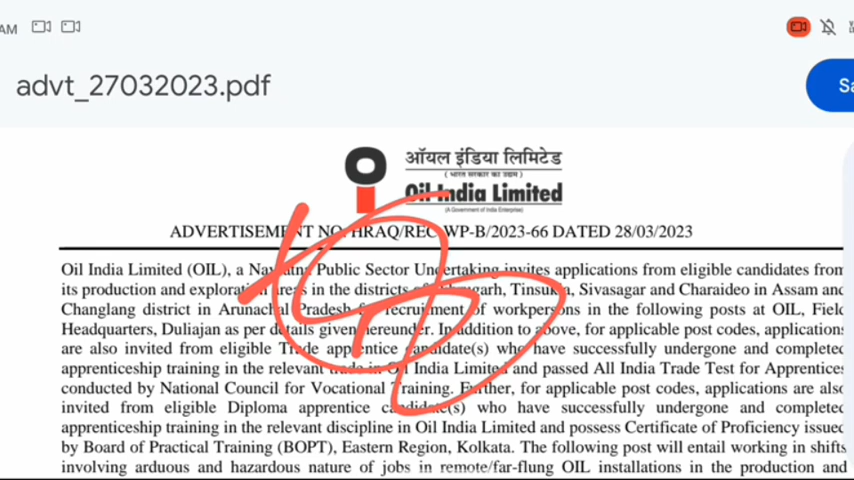 AM
advt_27032023.pdf
Sa
ऑयल इंडिया लिमिटेड
( भारत सरकार का उद्यम )
Oil India Limited
(A Government of India Enterprise)
ADVERTISEMENT NO. HRAQ/REC-WP-B/2023-66 DATED 28/03/2023
Oil India Limited (OIL), a Navratna Public Sector Undertaking invites applications from eligible candidates from
its production and exploration areas in the districts of Tinsukia, Sivasagar and Charaideo in Assam and
Changlang district in Arunachal Pradesh for recruitment of workpersons in the following posts at OIL, Field
Headquarters, Duliajan as per details given hereunder. In addition to above, for applicable post codes, applications
are also invited from eligible Trade apprentice candidate(s) who have successfully undergone and completed
apprenticeship training in the relevant trade in Oil India Limited and passed All India Trade Test for Apprentices
conducted by National Council for Vocational Training. Further, for applicable post codes, applications are also
invited from eligible Diploma apprentice candidate(s) who have successfully undergone and completed
apprenticeship training in the relevant discipline in Oil India Limited and possess Certificate of Proficiency issued
by Board of Practical Training (BOPT), Eastern Region, Kolkata. The following post will entail working in shifts
involving arduous and hazardous nature of jobs in remote/far-flung OIL installations in the production and